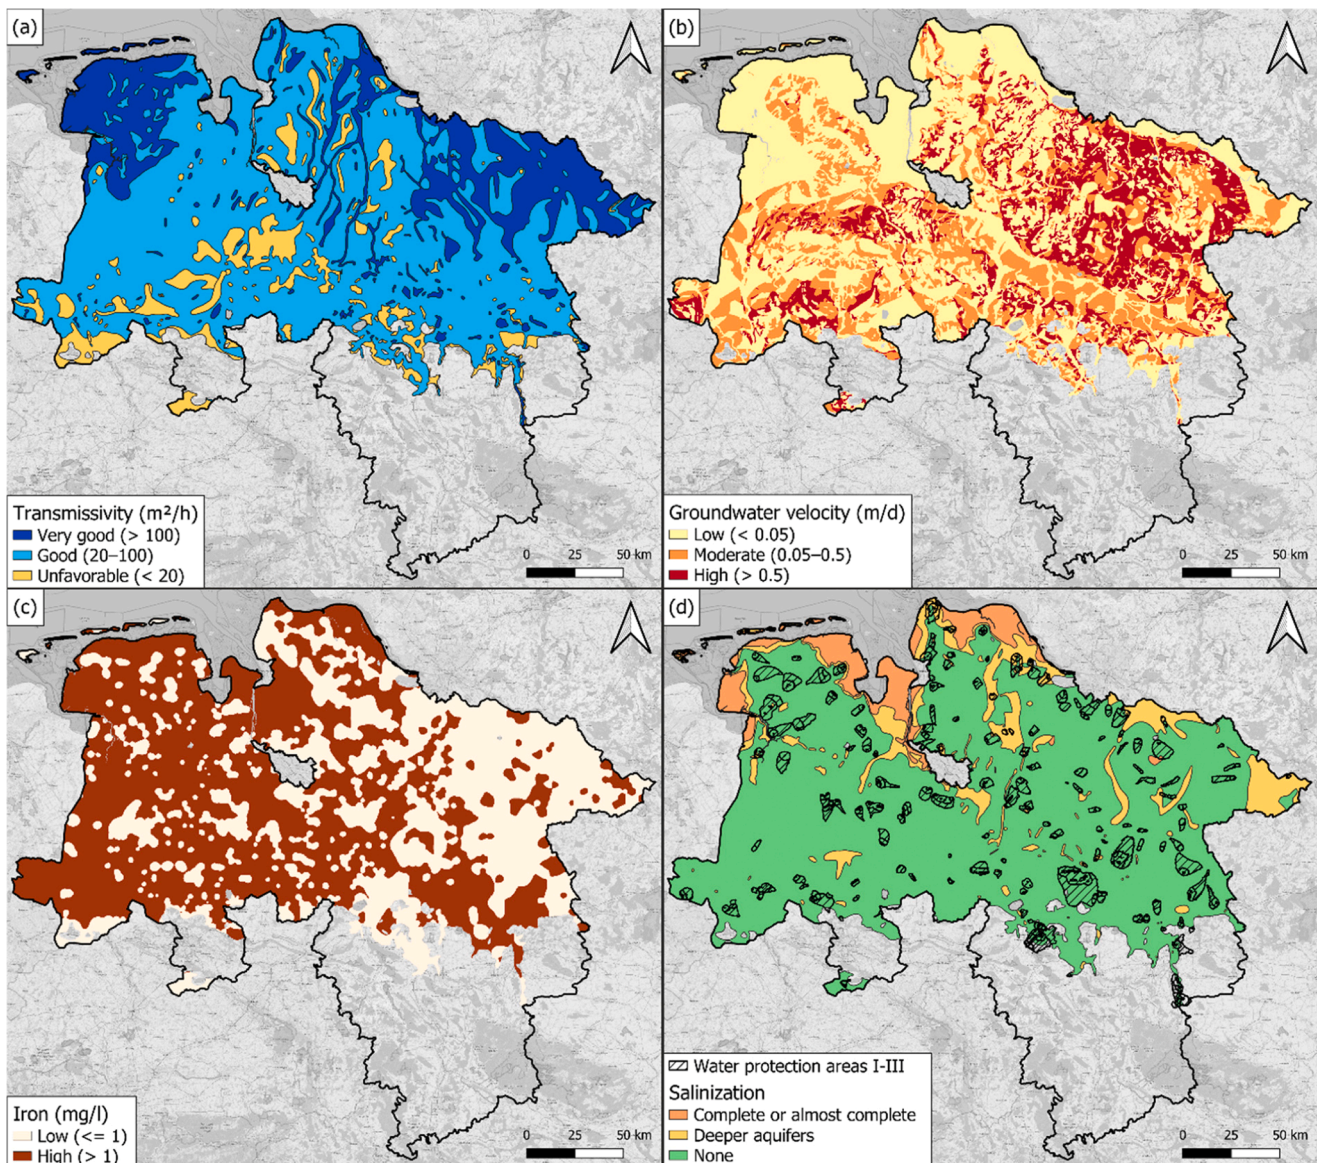 (a)
Transmissivity (m²/h)
Very good (> 100)
Good (20–100)
Unfavorable (< 20)
0 25 50 km
(b)
Groundwater velocity (m/d)
Low (< 0.05)
Moderate (0.05–0.5)
High (> 0.5)
0 25 50 km
(c)
Iron (mg/l)
Low (<= 1)
High (> 1)
0 25 50 km
(d)
Water protection areas I-III
Salinization
Complete or almost complete
Deeper aquifers
None
0 25 50 km